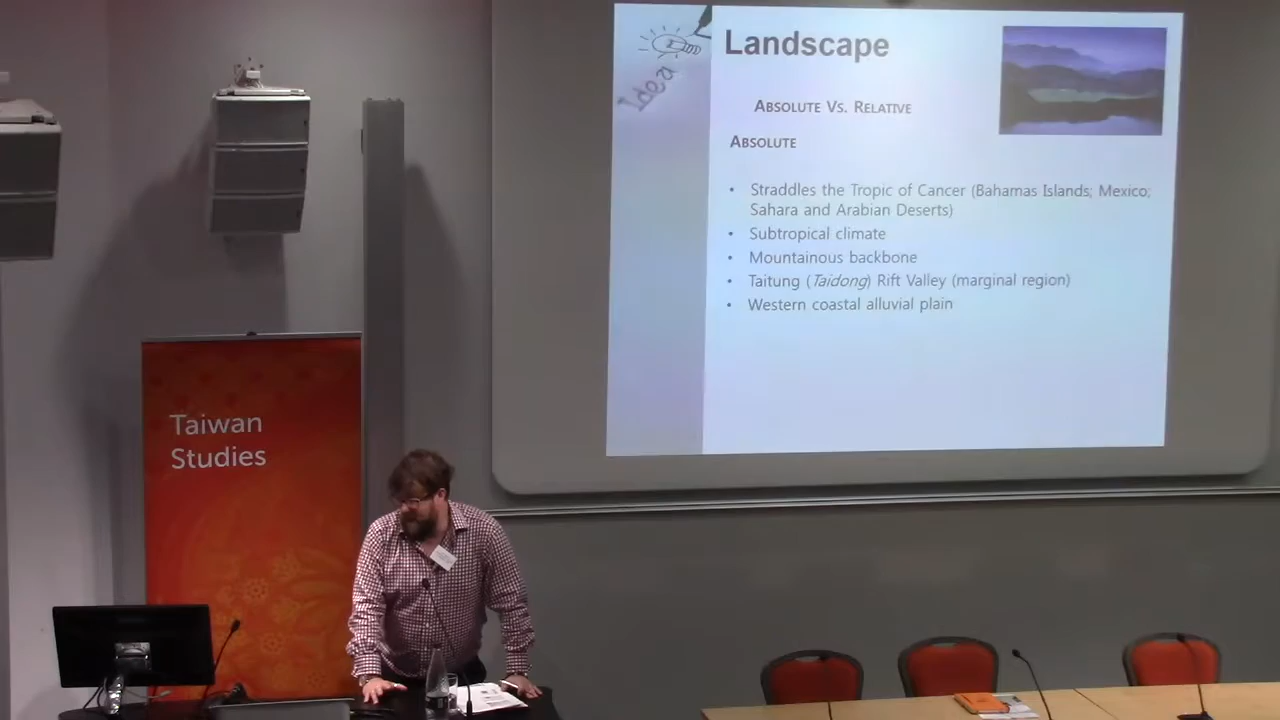 Idea
Landscape
ABSOLUTE VS. RELATIVE
ABSOLUTE
• Straddles the Tropic of Cancer (Bahamas Islands; Mexico;
Sahara and Arabian Deserts)
• Subtropical climate
• Mountainous backbone
• Taitung (Taidong) Rift Valley (marginal region)
• Western coastal alluvial plain
Taiwan
Studies